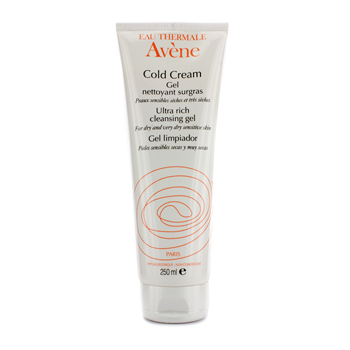 EAU THERMALE
Avène
Cold Cream
Gel
nettoyant surgras
Peaux sensibles sèches et très sèches
Ultra rich
cleansing gel
For dry and very dry sensitive skin
Gel limpiador
Pieles sensibles secas y muy secas
PARIS
250 ml e